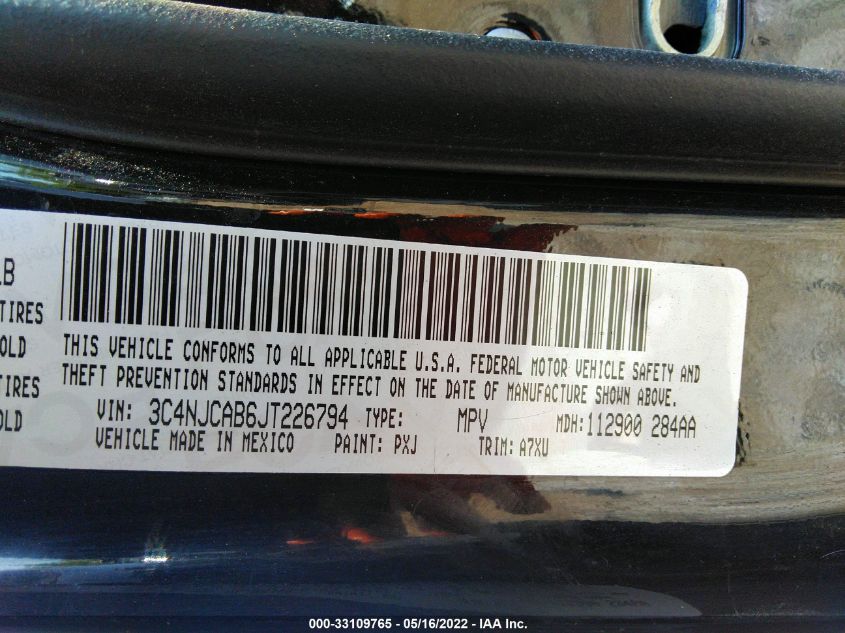 LB
TIRES
OLD
TIRES
OLD
THIS VEHICLE CONFORMS TO ALL APPLICABLE U.S.A. FEDERAL MOTOR VEHICLE SAFETY AND
THEFT PREVENTION STANDARDS IN EFFECT ON THE DATE OF MANUFACTURE SHOWN ABOVE.
VIN: 3C4NJCAB6JT226794 TYPE: MPV MDH:112900 284AA
VEHICLE MADE IN MEXICO PAINT: PXJ TRIM: A7XU
000-33109765 - 05/16/2022 - IAA Inc.